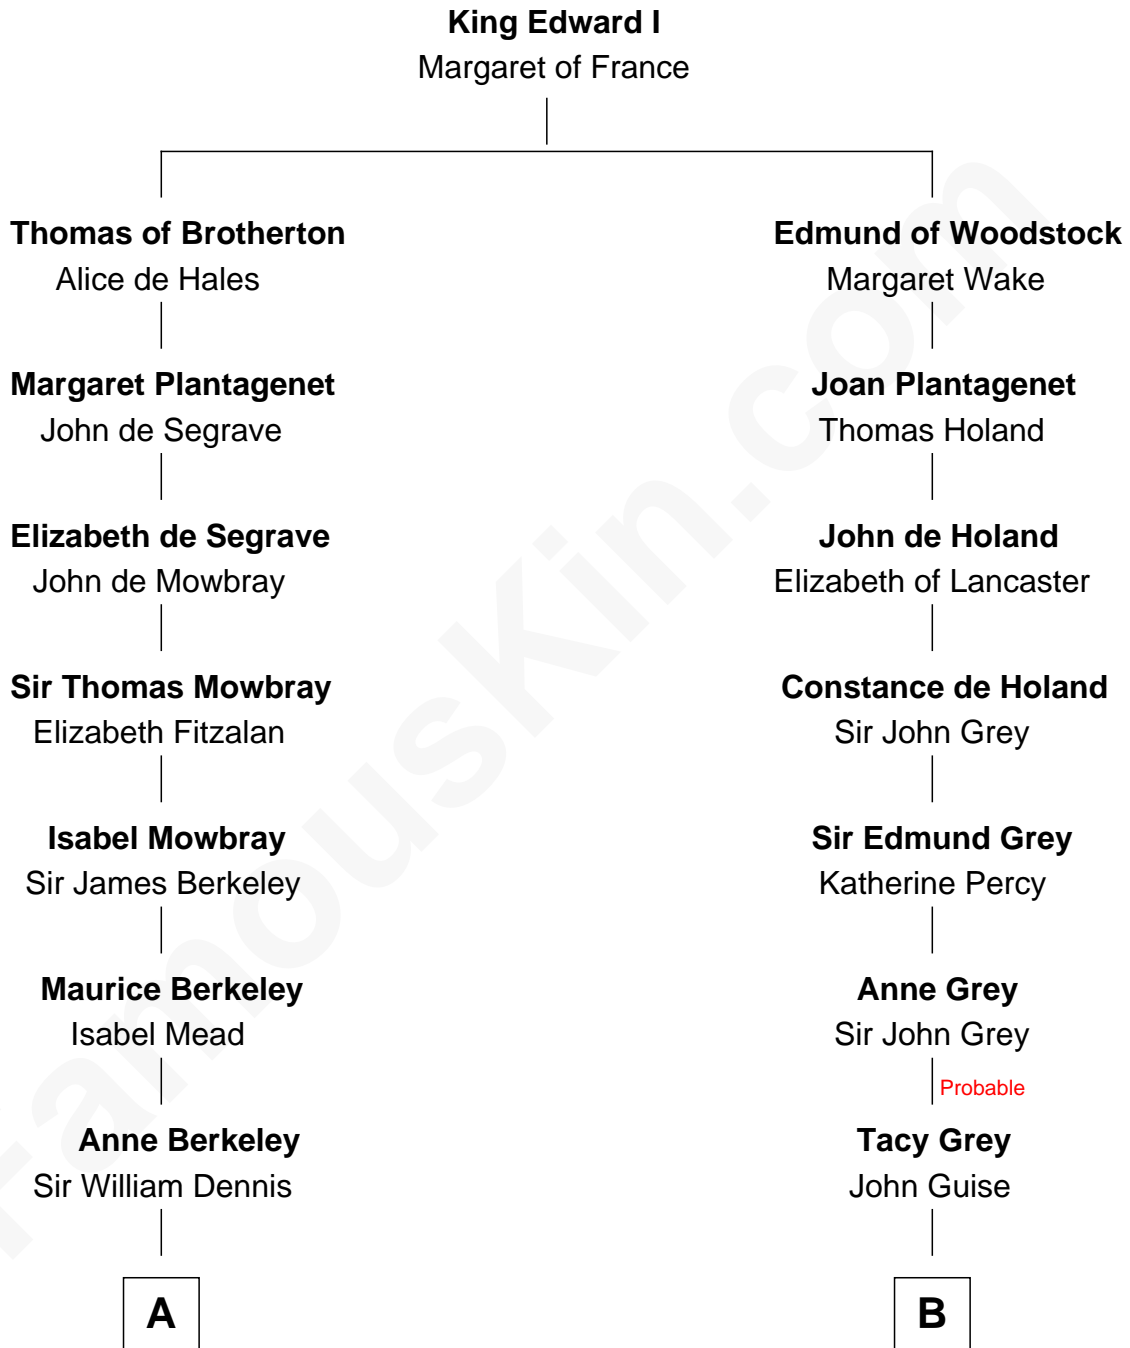 King Edward I
Margaret of France
Thomas of Brotherton
Alice de Hales
Edmund of Woodstock
Margaret Wake
Margaret Plantagenet
John de Segrave
Joan Plantagenet
Thomas Holand
Elizabeth de Segrave
John de Mowbray
John de Holand
Elizabeth of Lancaster
Sir Thomas Mowbray
Elizabeth Fitzalan
Constance de Holand
Sir John Grey
Isabel Mowbray
Sir James Berkeley
Sir Edmund Grey
Katherine Percy
Maurice Berkeley
Isabel Mead
Anne Grey
Sir John Grey
Probable
Anne Berkeley
Sir William Dennis
Tacy Grey
John Guise
A
B
FamousKin.com